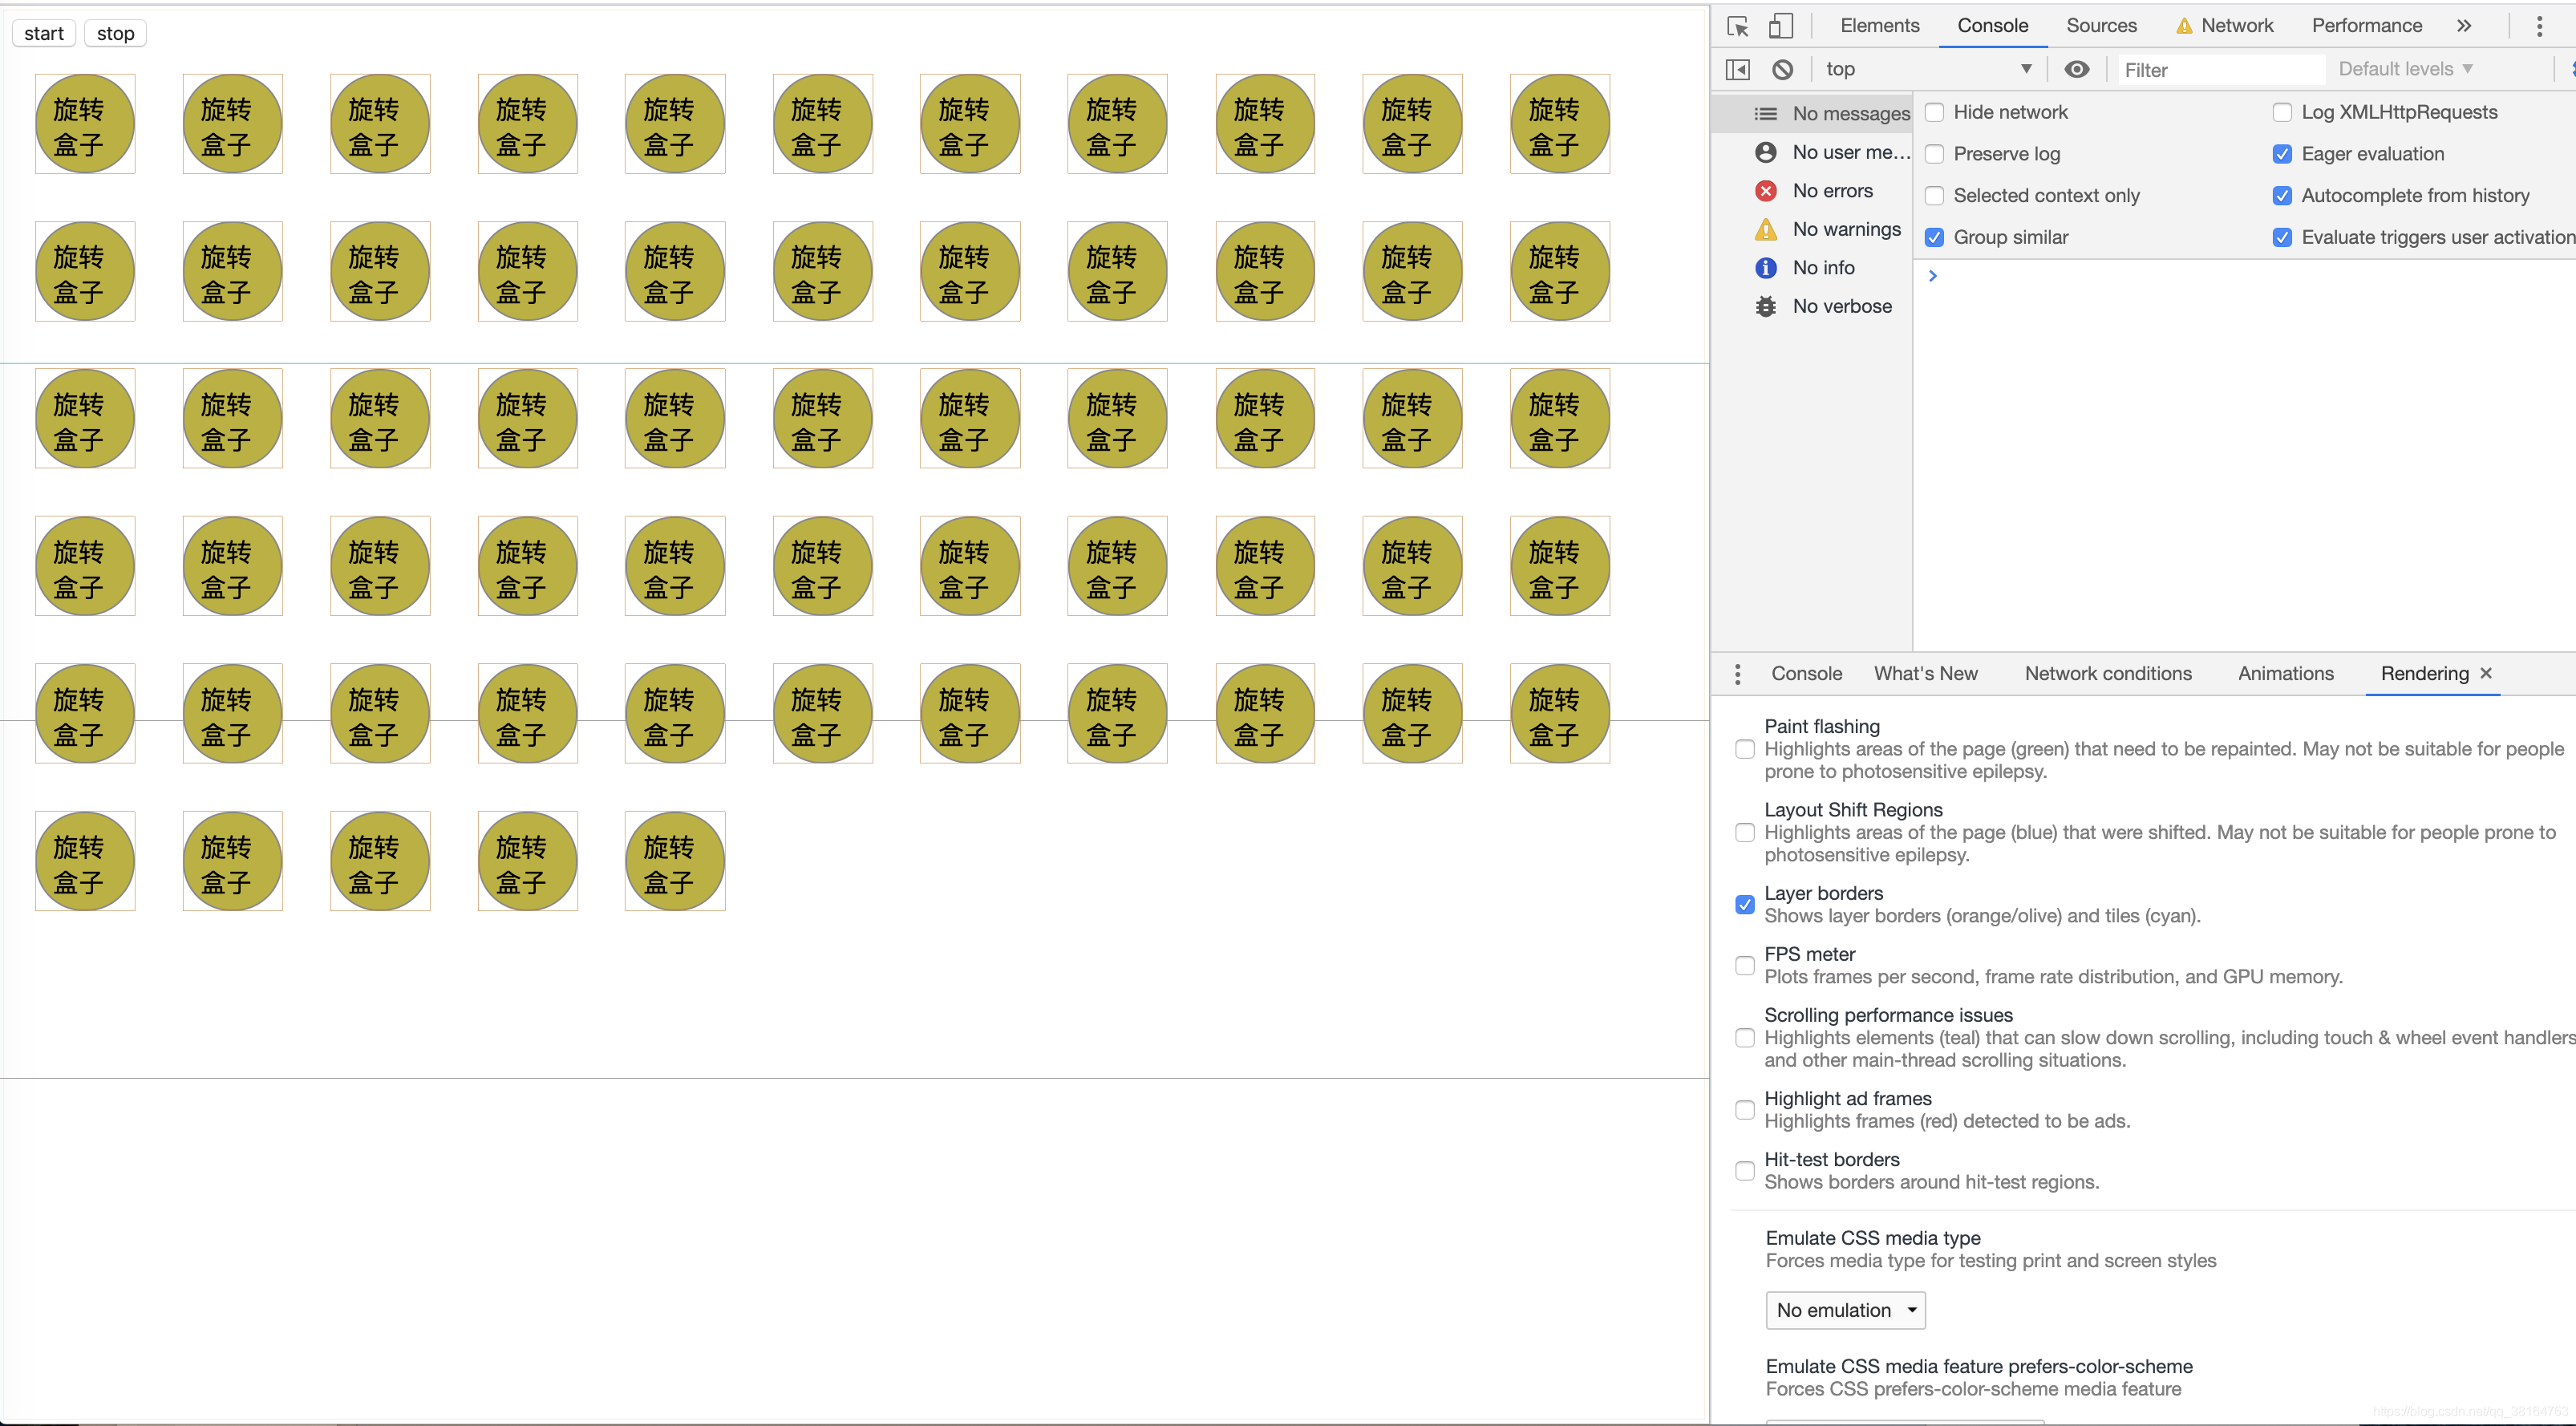 start stop
旋转 旋转 旋转 旋转 旋转 旋转 旋转 旋转 旋转 旋转 旋转
盒子 盒子 盒子 盒子 盒子 盒子 盒子 盒子 盒子 盒子 盒子
旋转 旋转 旋转 旋转 旋转 旋转 旋转 旋转 旋转 旋转 旋转
盒子 盒子 盒子 盒子 盒子 盒子 盒子 盒子 盒子 盒子 盒子
旋转 旋转 旋转 旋转 旋转 旋转 旋转 旋转 旋转 旋转 旋转
盒子 盒子 盒子 盒子 盒子 盒子 盒子 盒子 盒子 盒子 盒子
旋转 旋转 旋转 旋转 旋转 旋转 旋转 旋转 旋转 旋转 旋转
盒子 盒子 盒子 盒子 盒子 盒子 盒子 盒子 盒子 盒子 盒子
旋转 旋转 旋转 旋转 旋转 旋转 旋转 旋转 旋转 旋转 旋转
盒子 盒子 盒子 盒子 盒子 盒子 盒子 盒子 盒子 盒子 盒子
旋转 旋转 旋转 旋转 旋转
盒子 盒子 盒子 盒子 盒子
Elements Console Sources Network Performance
top Filter Default levels
No messages
No user me...
No errors
No warnings
No info
No verbose
Hide network Log XMLHttpRequests
Preserve log Eager evaluation
Selected context only Autocomplete from history
Group similar Evaluate triggers user activation
Console What's New Network conditions Animations Rendering
Paint flashing
Highlights areas of the page (green) that need to be repainted. May not be suitable for people
prone to photosensitive epilepsy.
Layout Shift Regions
Highlights areas of the page (blue) that were shifted. May not be suitable for people prone to
photosensitive epilepsy.
Layer borders
Shows layer borders (orange/olive) and tiles (cyan).
FPS meter
Plots frames per second, frame rate distribution, and GPU memory.
Scrolling performance issues
Highlights elements (teal) that can slow down scrolling, including touch & wheel event handlers
and other main-thread scrolling situations.
Highlight ad frames
Highlights frames (red) detected to be ads.
Hit-test borders
Shows borders around hit-test regions.
Emulate CSS media type
Forces media type for testing print and screen styles
No emulation
Emulate CSS media feature prefers-color-scheme
Forces CSS prefers-color-scheme media feature
https://blog.csdn.net/qq_38164763